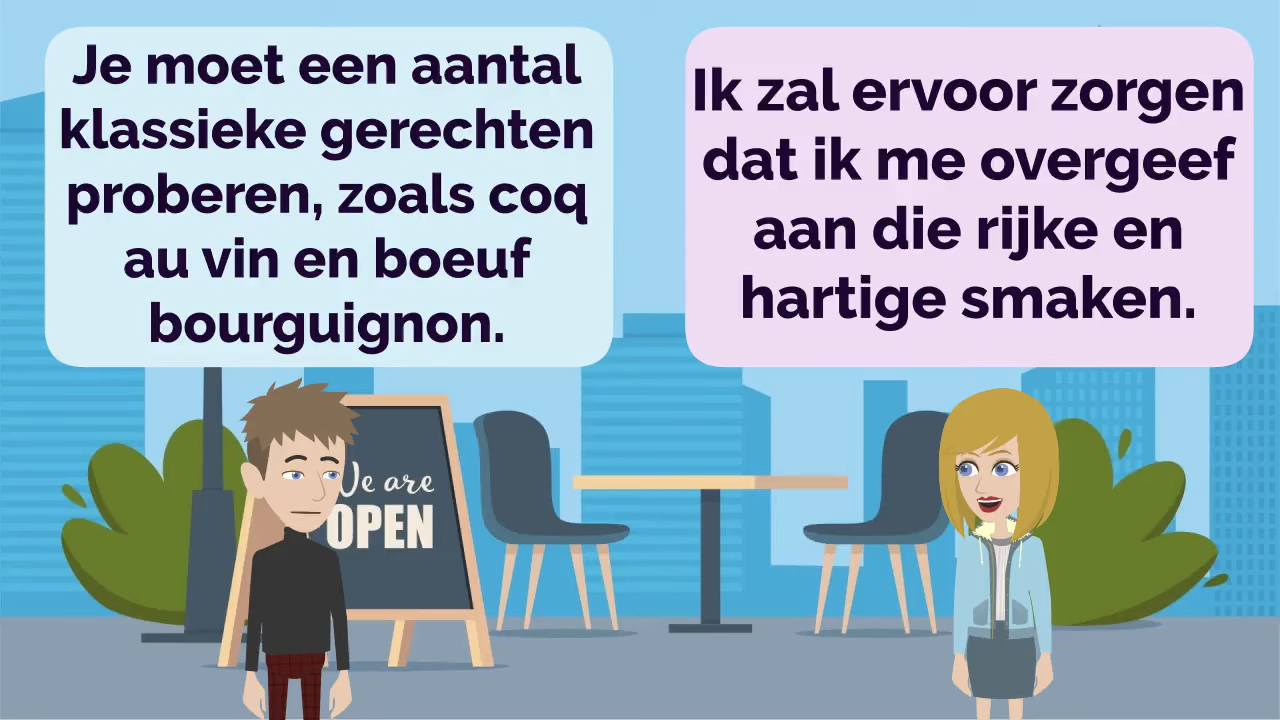 Je moet een aantal
klassieke gerechten
proberen, zoals coq
au vin en boeuf
bourguignon.
Ik zal ervoor zorgen
dat ik me overgeef
aan die rijke en
hartige smaken.
We are
OPEN